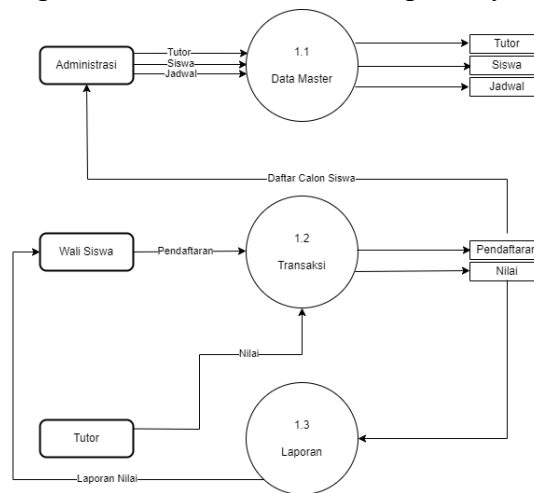 Tutor
Siswa
Jadwal
Administrasi
1.1
Data Master
Tutor
Siswa
Jadwal
Daftar Calon Siswa
Wali Siswa
Pendaftaran
1.2
Transaksi
Pendaftaran
Nilai
Nilai
Tutor
1.3
Laporan
Laporan Nilai